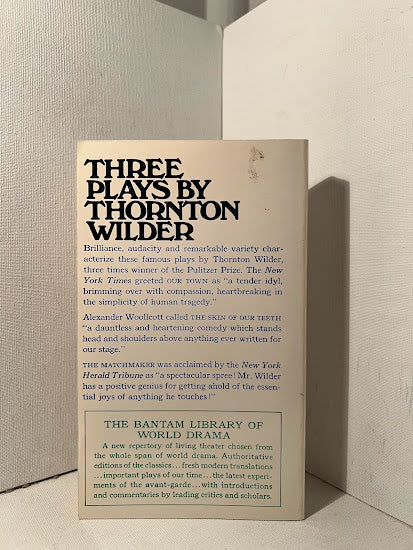 THREE
PLAYS BY
THORNTON
WILDER
Brilliance, audacity and remarkable variety char-
acterize these famous plays by Thornton Wilder,
three times winner of the Pulitzer Prize. The New
York Times greeted OUR TOWN as "a tender idyl,
brimming over with compassion, heartbreaking in
the simplicity of human tragedy."
Alexander Woollcott called THE SKIN OF OUR TEETH
"a dauntless and heartening comedy which stands
head and shoulders above anything ever written for
our stage."
THE MATCHMAKER was acclaimed by the New York
Herald Tribune as "a spectacular spree! Mr. Wilder
has a positive genius for getting ahold of the essen-
tial joys of anything he touches!"
THE BANTAM LIBRARY OF
WORLD DRAMA
A new repertory of living theater chosen from
the whole span of world drama. Authoritative
editions of the classics...fresh modern translations
...important plays of our time...the latest experi-
ments of the avant-garde...with introductions
and commentaries by leading critics and scholars.